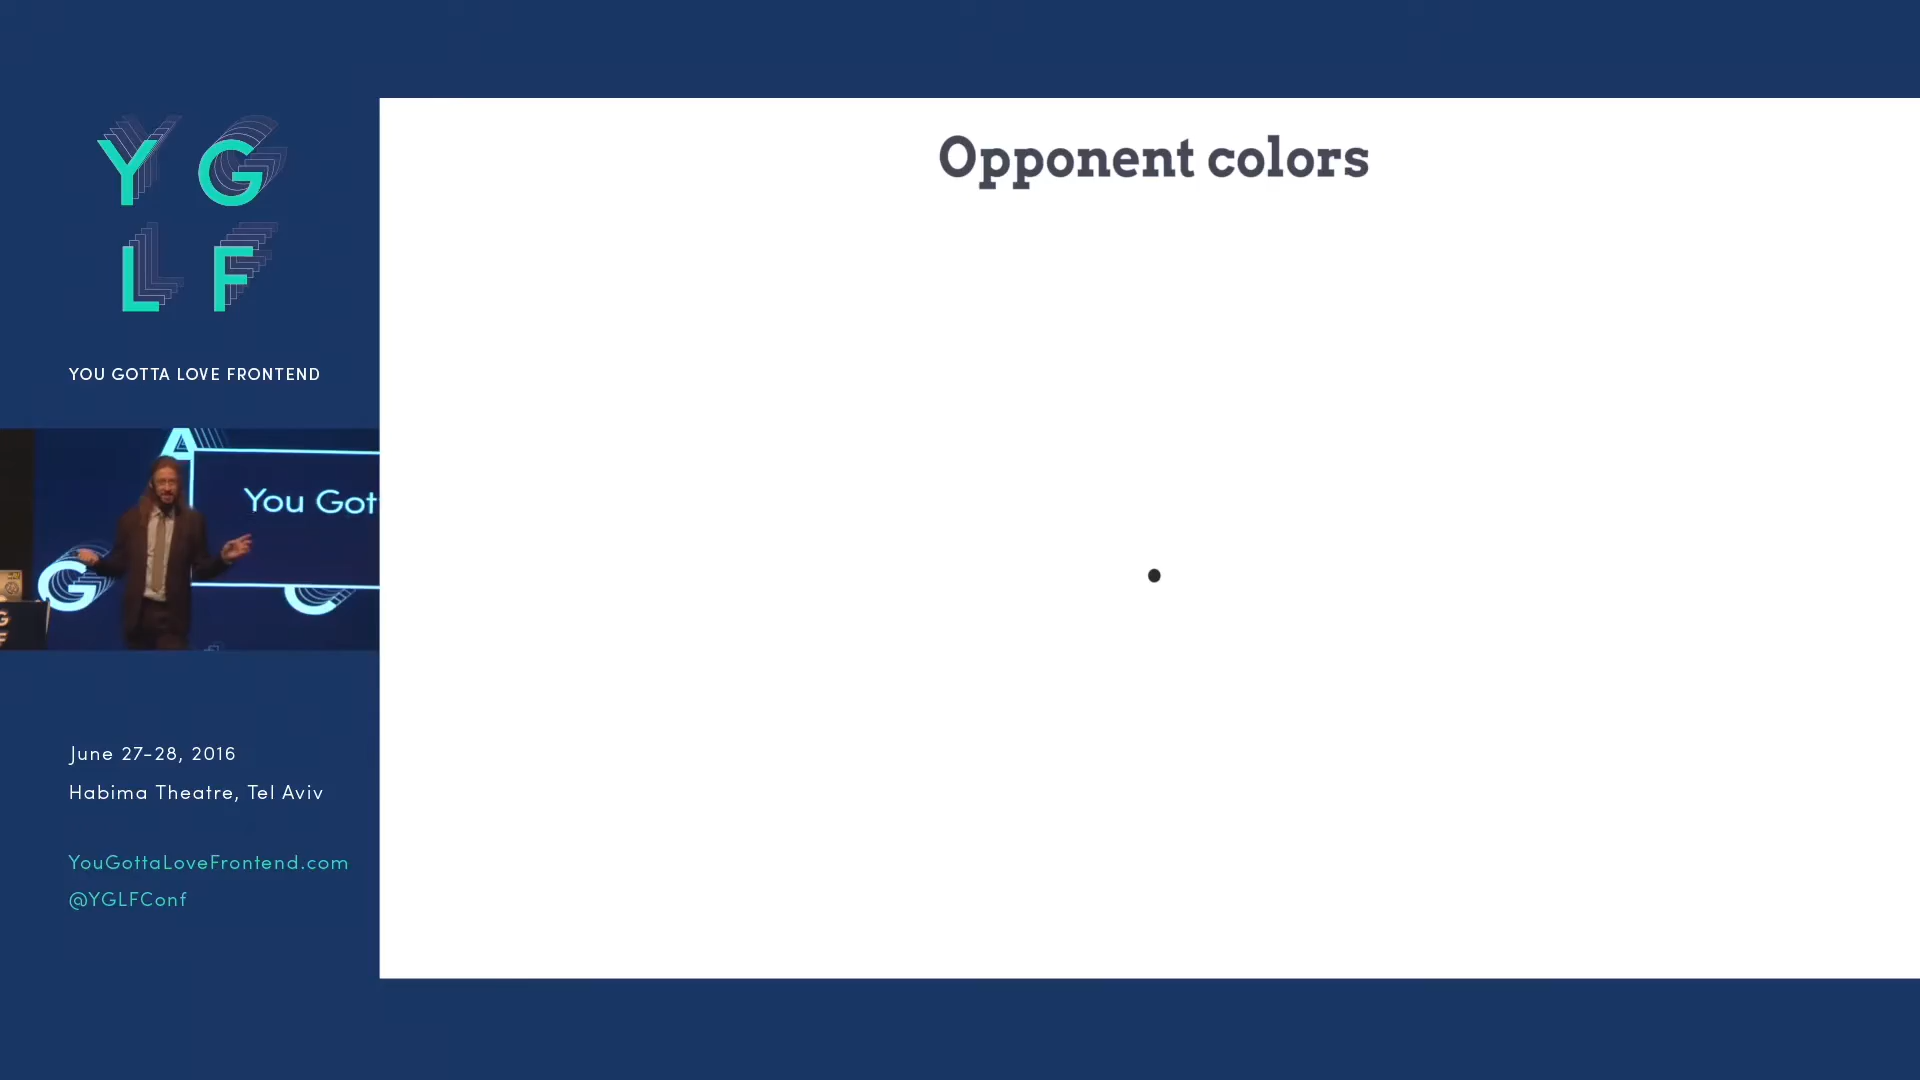 Y G
L F
YOU GOTTA LOVE FRONTEND
Opponent colors
A
You Got
G
G
F
June 27-28, 2016
Habima Theatre, Tel Aviv
YouGottaLoveFrontend.com
@YGLFConf